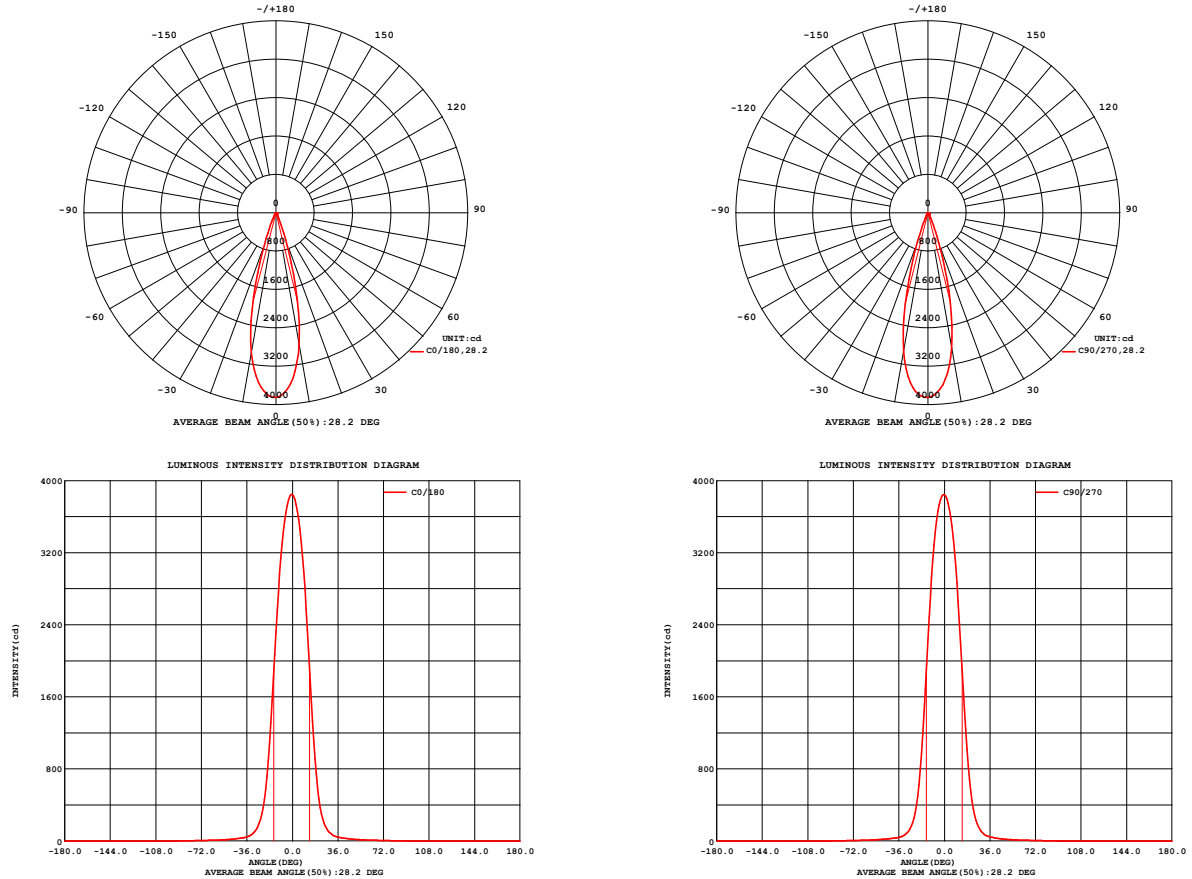 -/+180
-150
150
-120
120
-90
90
-60
60
-30
30
0
0
800
1600
2400
3200
4000
UNIT:cd
C0/180,28.2
AVERAGE BEAM ANGLE(50%):28.2 DEG
-/+180
-150
150
-120
120
-90
90
-60
60
-30
30
0
0
800
1600
2400
3200
4000
UNIT:cd
C90/270,28.2
AVERAGE BEAM ANGLE(50%):28.2 DEG
LUMINOUS INTENSITY DISTRIBUTION DIAGRAM
C0/180
INTENSITY(cd)
4000
3200
2400
1600
800
0
-180.0 -144.0 -108.0 -72.0 -36.0 0.0 36.0 72.0 108.0 144.0 180.0
ANGLE(DEG)
AVERAGE BEAM ANGLE(50%):28.2 DEG
LUMINOUS INTENSITY DISTRIBUTION DIAGRAM
C90/270
INTENSITY(cd)
4000
3200
2400
1600
800
0
-180.0 -144.0 -108.0 -72.0 -36.0 0.0 36.0 72.0 108.0 144.0 180.0
ANGLE(DEG)
AVERAGE BEAM ANGLE(50%):28.2 DEG